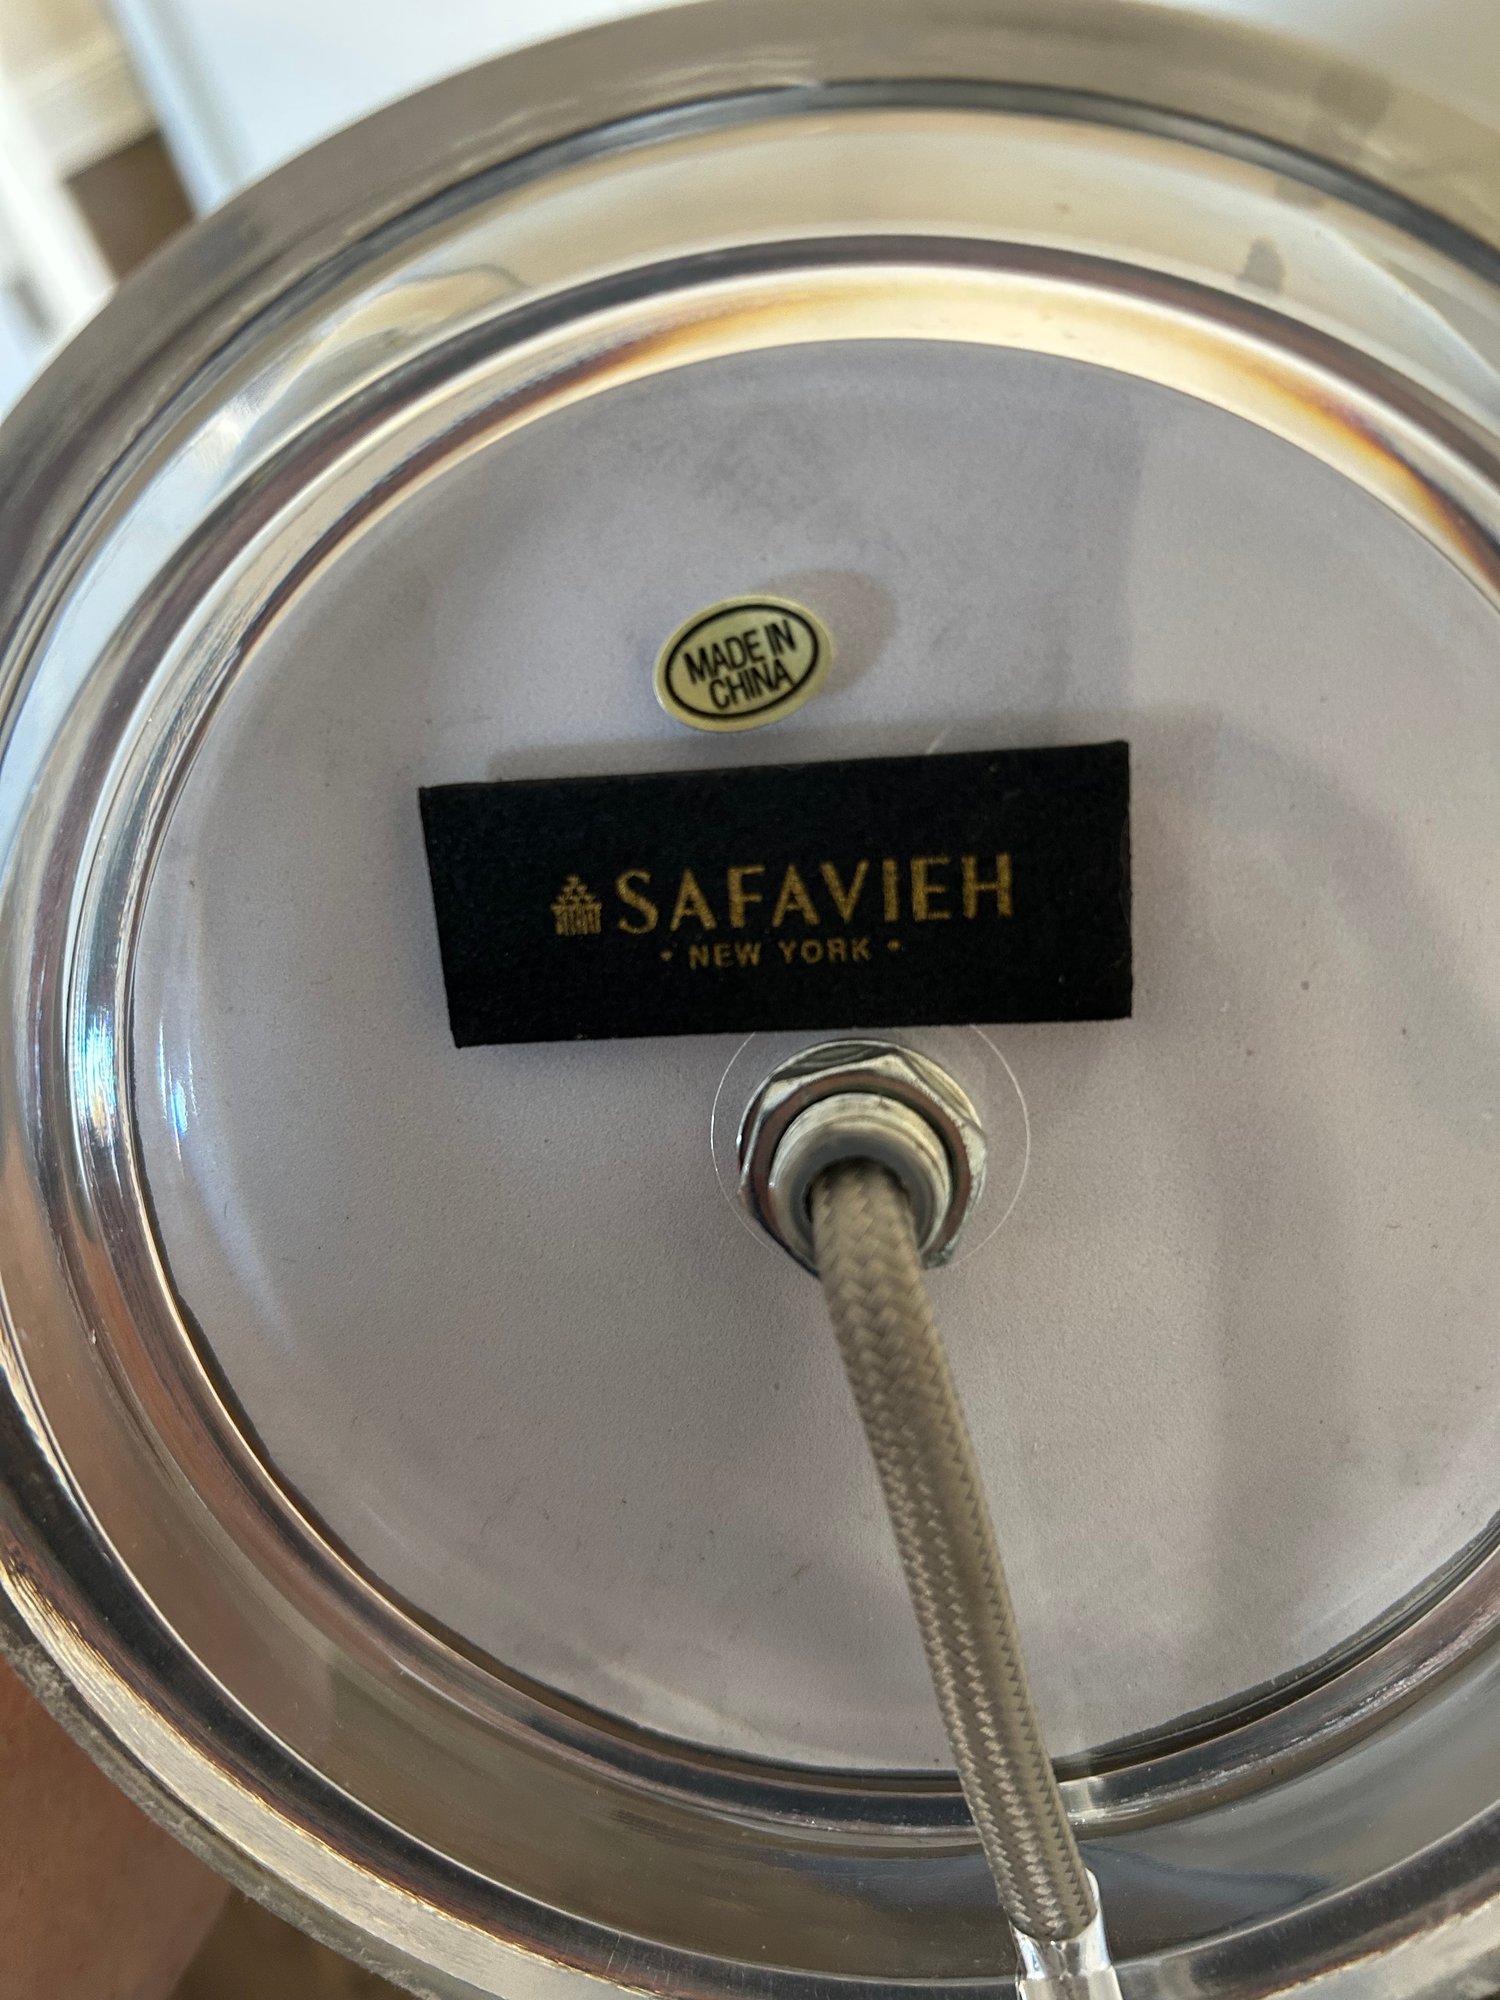 MADE IN
CHINA
SAFAVIEH
• NEW YORK •